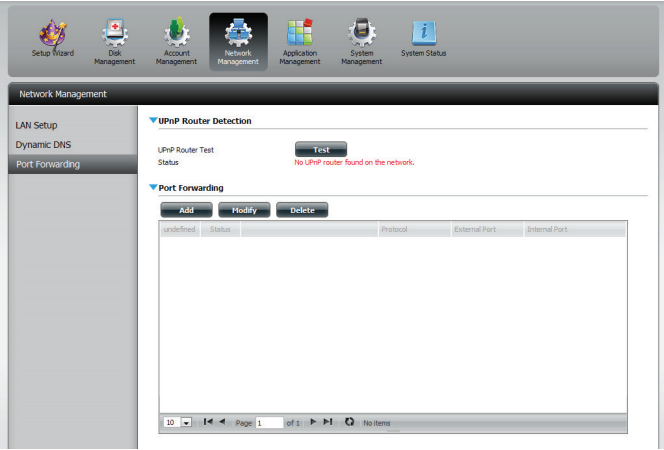 Setup Wizard
Disk Management
Account Management
Network Management
Application Management
System Management
System Status
Network Management
LAN Setup
Dynamic DNS
Port Forwarding
UPnP Router Detection
UPnP Router Test Test
Status No UPnP router found on the network.
Port Forwarding
Add Modify Delete
undefined Status Protocol External Port Internal Port
10 Page 1 of 1 No items